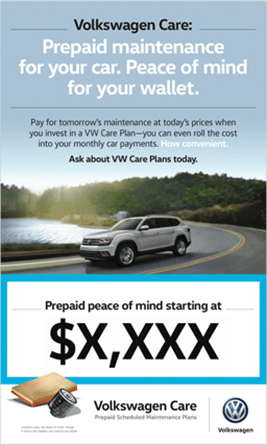 Volkswagen Care:
Prepaid maintenance
for your car. Peace of mind
for your wallet.
Pay for tomorrow's maintenance at today's prices when
you invest in a VW Care Plan—you can even roll the cost
into your monthly car payments. How convenient.
Ask about VW Care Plans today.
Prepaid peace of mind starting at
$X,XXX
Volkswagen Care
Prepaid Scheduled Maintenance Plans
Volkswagen